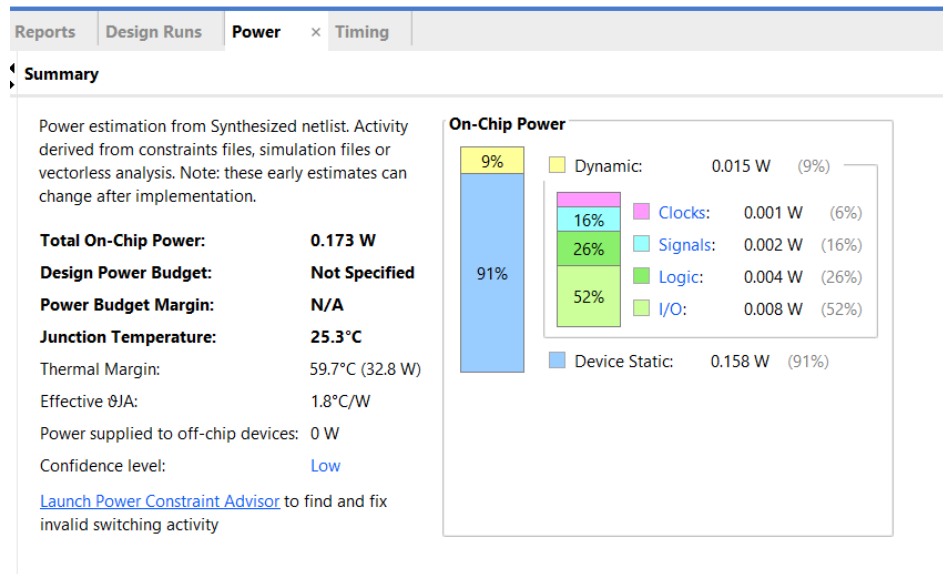 Reports Design Runs Power × Timing
Summary
Power estimation from Synthesized netlist. Activity
derived from constraints files, simulation files or
vectorless analysis. Note: these early estimates can
change after implementation.
Total On-Chip Power: 0.173 W
Design Power Budget: Not Specified
Power Budget Margin: N/A
Junction Temperature: 25.3°C
Thermal Margin: 59.7°C (32.8 W)
Effective ϑJA: 1.8°C/W
Power supplied to off-chip devices: 0 W
Confidence level: Low
Launch Power Constraint Advisor to find and fix
invalid switching activity
On-Chip Power
9%
91%
Dynamic: 0.015 W (9%)
16%
26%
52%
Clocks: 0.001 W (6%)
Signals: 0.002 W (16%)
Logic: 0.004 W (26%)
I/O: 0.008 W (52%)
Device Static: 0.158 W (91%)